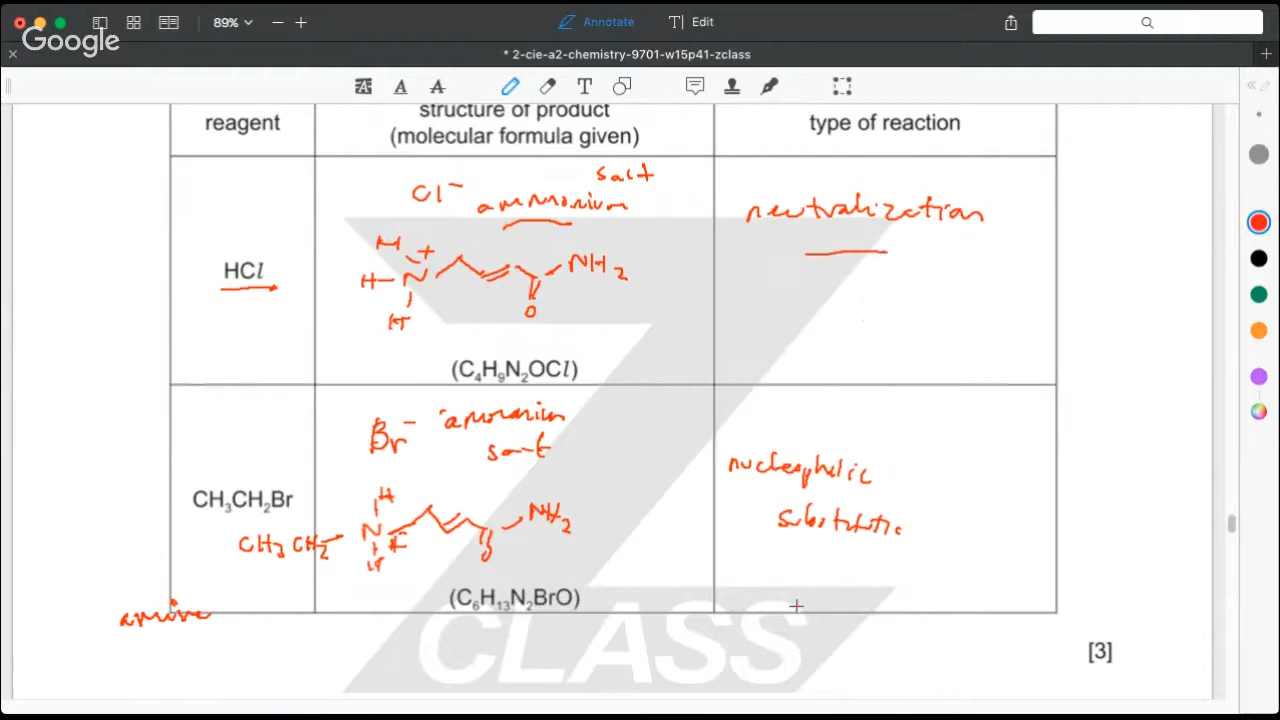 89%
Annotate
Edit
Google
* 2-cie-a2-chemistry-9701-w15p41-zclass
reagent
structure of product
(molecular formula given)
type of reaction
HCl
Cl⁻ ammonium salt
H
H–N⁺
H
NH₂
O
(C₄H₉N₂OCl)
neutralization
CH₃CH₂Br
Br⁻ ammonium
salt
H
CH₃CH₂–N⁺
H
NH₂
O
(C₆H₁₃N₂BrO)
nucleophilic
amine
[3]
CLASS